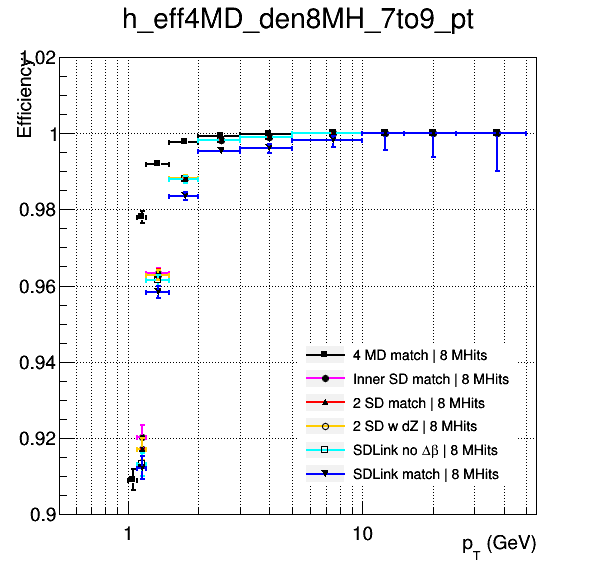 h_eff4MD_den8MH_7to9_pt
Efficiency
1.02
1
0.98
0.96
0.94
0.92
0.9
4 MD match | 8 MHits
Inner SD match | 8 MHits
2 SD match | 8 MHits
2 SD w dZ | 8 MHits
SDLink no Δβ | 8 MHits
SDLink match | 8 MHits
1
10
p_T (GeV)